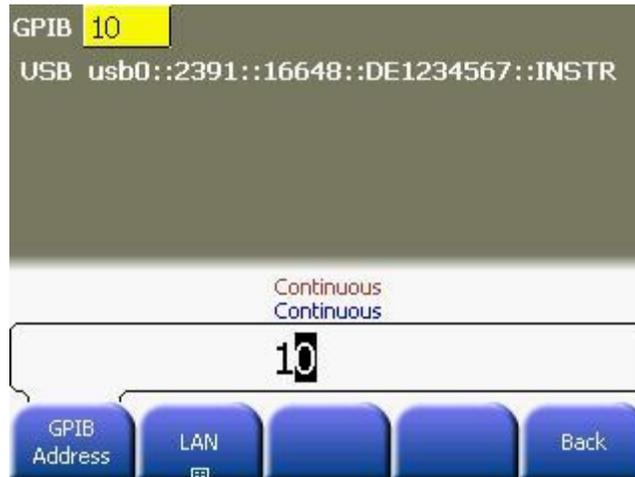 GPIB 10
USB usb0::2391::16648::DE1234567::INSTR
Continuous
Continuous
10
GPIB
Address
LAN
Back